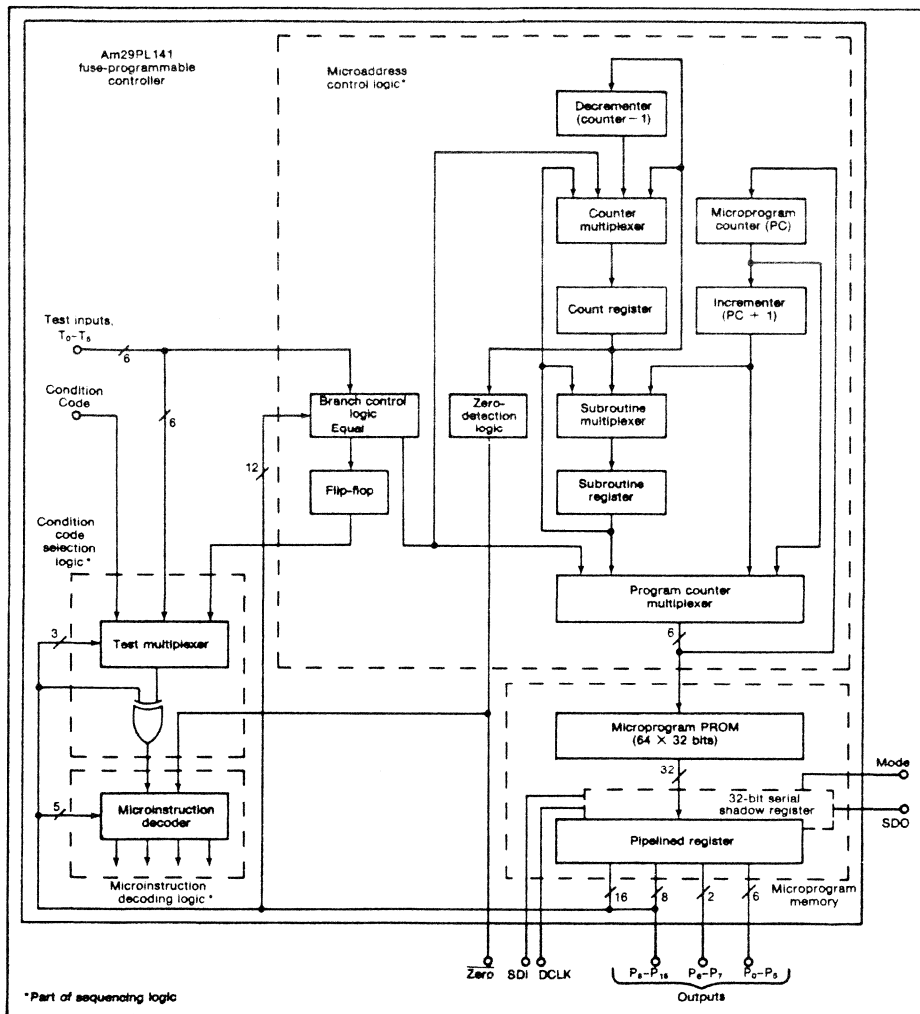 Am29PL141
fuse-programmable
controller
Microaddress
control logic*
Decrementer
(counter − 1)
Counter
multiplexer
Microprogram
counter (PC)
Count register
Incrementer
(PC + 1)
Test inputs,
T₀–T₅
6
Condition
Code
6
Branch control
logic
Equal
Zero-
detection
logic
Subroutine
multiplexer
12
Flip-flop
Subroutine
register
Condition
code
selection
logic*
Program counter
multiplexer
3
Test multiplexer
6
Microprogram PROM
(64 × 32 bits)
Mode
32
5
Microinstruction
decoder
32-bit serial
shadow register
SDO
Pipelined register
Microinstruction
decoding logic*
16
8
2
6
Microprogram
memory
Zero
SDI
DCLK
P₈–P₁₅
P₆–P₇
P₀–P₅
Outputs
*Part of sequencing logic